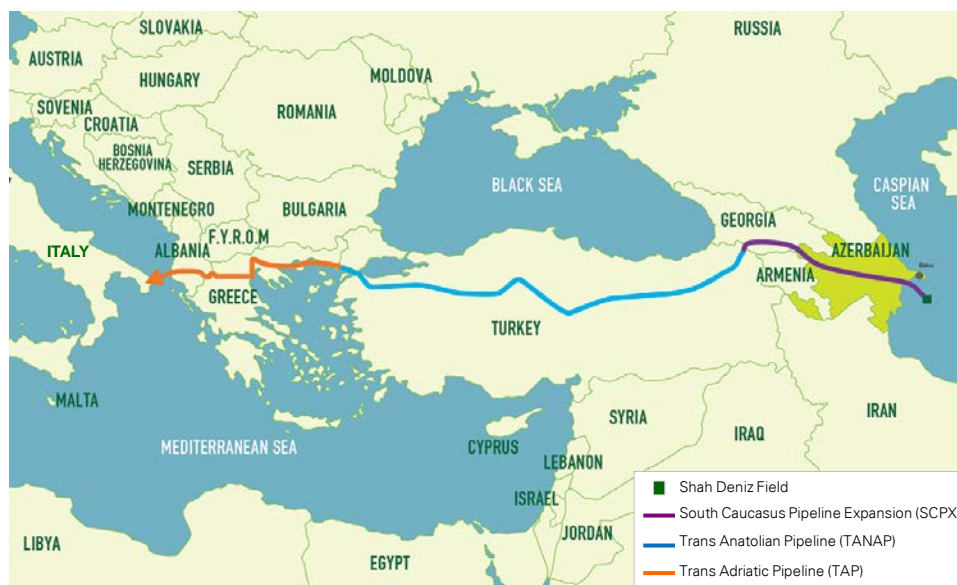 SLOVAKIA
RUSSIA
AUSTRIA
MOLDOVA
HUNGARY
SOVENIA
ROMANIA
CROATIA
BOSNIA
HERZEGOVINA
SERBIA
BLACK SEA
CASPIAN
SEA
MONTENEGRO
BULGARIA
GEORGIA
F.Y.R.O.M
ITALY
ALBANIA
AZERBAIJAN
Baku
ARMENIA
GREECE
TURKEY
MALTA
SYRIA
IRAN
MEDITERRANEAN SEA
CYPRUS
IRAQ
LEBANON
ISRAEL
JORDAN
LIBYA
EGYPT
Shah Deniz Field
South Caucasus Pipeline Expansion (SCPX
Trans Anatolian Pipeline (TANAP)
Trans Adriatic Pipeline (TAP)